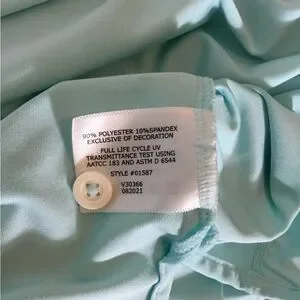 90% POLYESTER 10%SPANDEX
EXCLUSIVE OF DECORATION
FULL LIFE CYCLE UV
TRANSMITTANCE TEST USING
AATCC 183 AND ASTM D 6544
STYLE #01587
V30366
082021